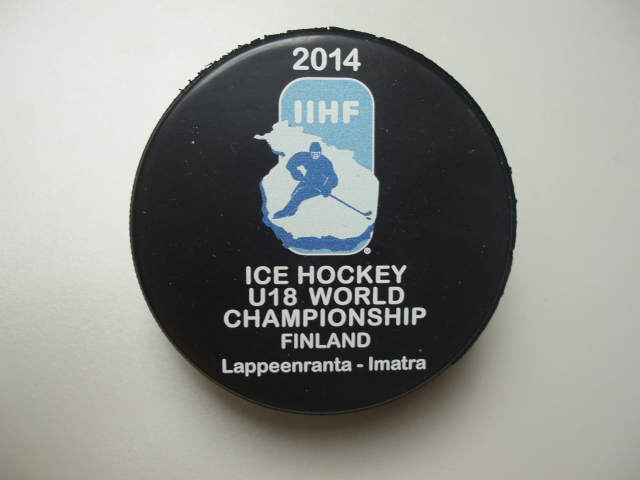 2014
IIHF
®
ICE HOCKEY
U18 WORLD
CHAMPIONSHIP
FINLAND
Lappeenranta - Imatra